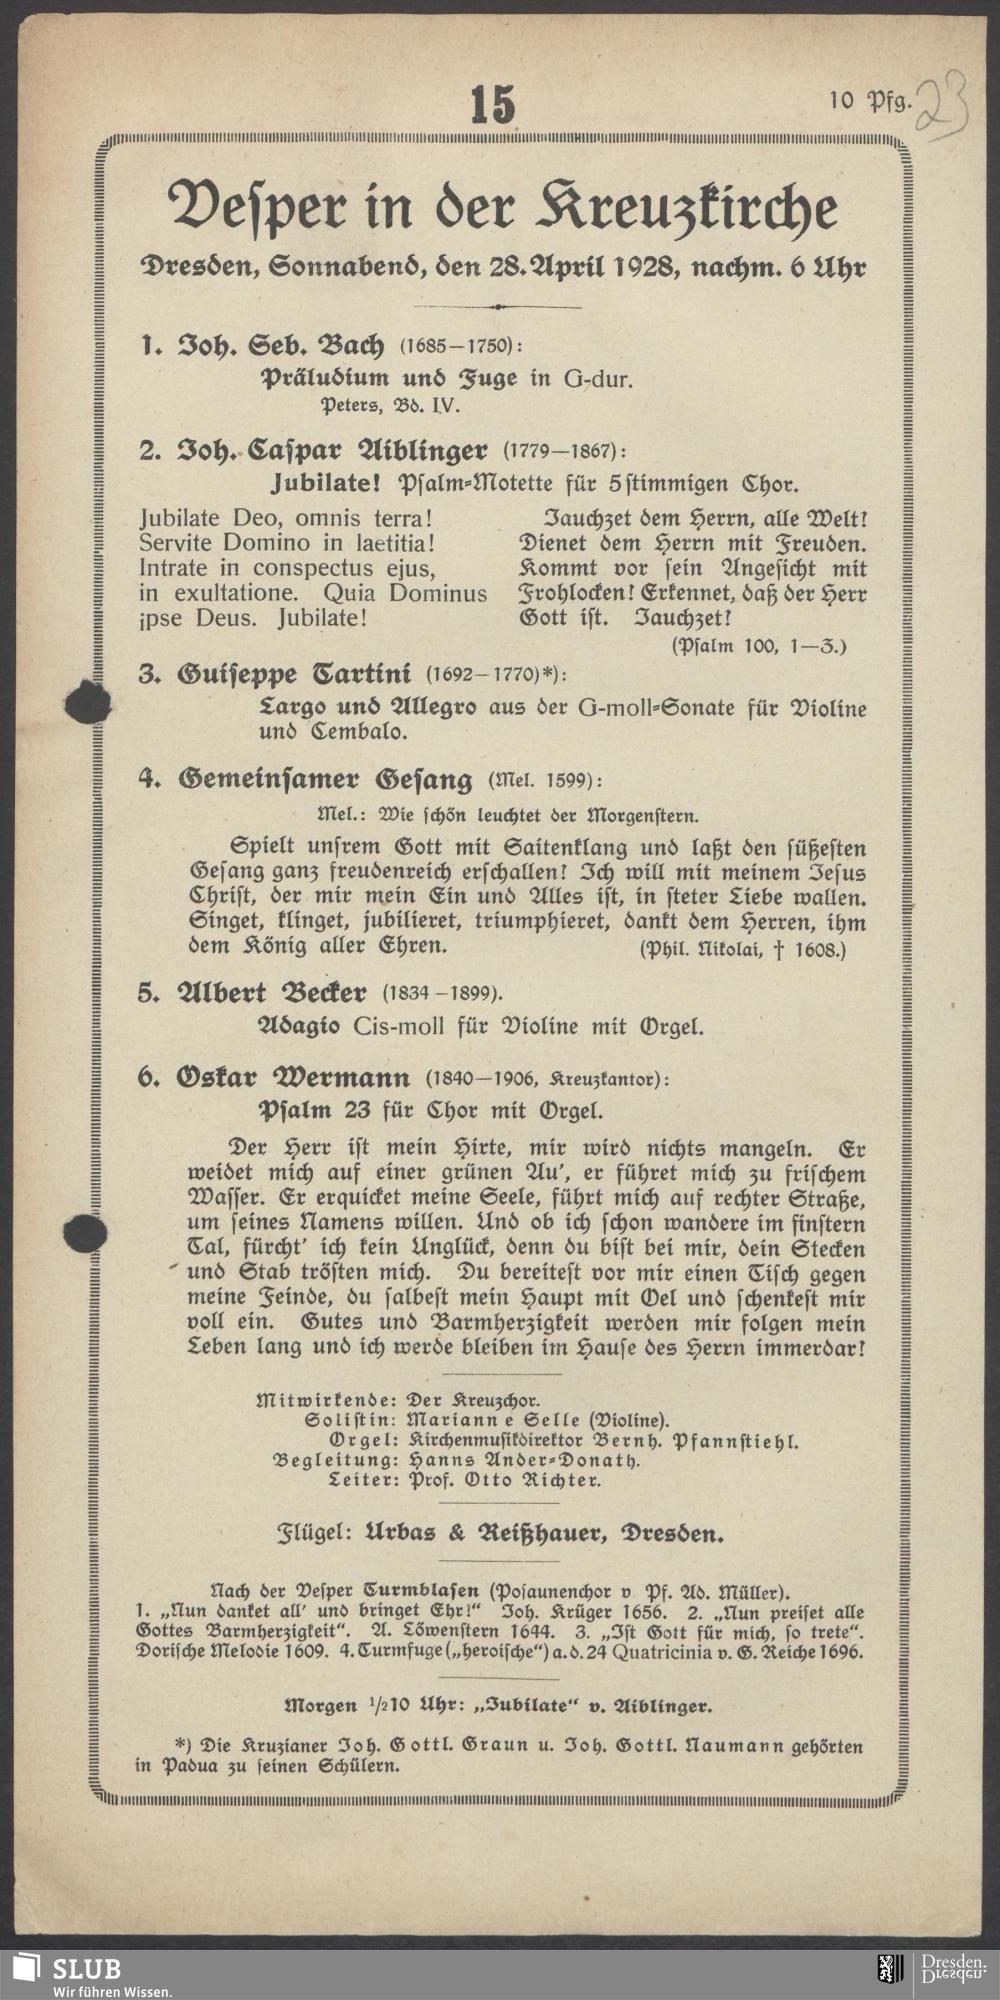 15
10 Pfg.
23
Vesper in der Kreuzkirche
Dresden, Sonnabend, den 28. April 1928, nachm. 6 Uhr
1. Joh. Seb. Bach (1685—1750):
Präludium und Fuge in G-dur.
Peters, Bd. IV.
2. Joh. Caspar Aiblinger (1779—1867):
Jubilate! Psalm-Motette für 5stimmigen Chor.
Jubilate Deo, omnis terra!
Servite Domino in laetitia!
Intrate in conspectus ejus,
in exultatione. Quia Dominus
ipse Deus. Jubilate!
Jauchzet dem Herrn, alle Welt!
Dienet dem Herrn mit Freuden.
Kommt vor sein Angesicht mit
Frohlocken! Erkennet, daß der Herr
Gott ist. Jauchzet!
(Psalm 100, 1—3.)
3. Guiseppe Tartini (1692—1770)*):
Largo und Allegro aus der G-moll-Sonate für Violine
und Cembalo.
4. Gemeinsamer Gesang (Mel. 1599):
Mel.: Wie schön leuchtet der Morgenstern.
Spielt unsrem Gott mit Saitenklang und laßt den süßesten
Gesang ganz freudenreich erschallen! Ich will mit meinem Jesus
Christ, der mir mein Ein und Alles ist, in steter Liebe wallen.
Singet, klinget, jubilieret, triumphieret, dankt dem Herren, ihm
dem König aller Ehren. (Phil. Nikolai, † 1608.)
5. Albert Becker (1834—1899).
Adagio Cis-moll für Violine mit Orgel.
6. Oskar Wermann (1840—1906, Kreuzkantor):
Psalm 23 für Chor mit Orgel.
Der Herr ist mein Hirte, mir wird nichts mangeln. Er
weidet mich auf einer grünen Au', er führet mich zu frischem
Wasser. Er erquicket meine Seele, führt mich auf rechter Straße,
um seines Namens willen. Und ob ich schon wandere im finstern
Tal, fürcht' ich kein Unglück, denn du bist bei mir, dein Stecken
und Stab trösten mich. Du bereitest vor mir einen Tisch gegen
meine Feinde, du salbest mein Haupt mit Oel und schenkest mir
voll ein. Gutes und Barmherzigkeit werden mir folgen mein
Leben lang und ich werde bleiben im Hause des Herrn immerdar!
Mitwirkende: Der Kreuzchor.
Solistin: Marianne Selle (Violine).
Orgel: Kirchenmusikdirektor Bernh. Pfannstiehl.
Begleitung: Hanns Ander-Donath.
Leiter: Prof. Otto Richter.
Flügel: Urbas & Reißhauer, Dresden.
Nach der Vesper Turmblasen (Posaunenchor v Pf. Ad. Müller).
1. „Nun danket all' und bringet Ehr!“ Joh. Krüger 1656. 2. „Nun preiset alle
Gottes Barmherzigkeit“. A. Löwenstern 1644. 3. „Ist Gott für mich, so trete“.
Dorische Melodie 1609. 4. Turmfuge („heroische“) a. d. 24 Quatricinia v. G. Reiche 1696.
Morgen ½10 Uhr: „Jubilate“ v. Aiblinger.
*) Die Kruzianer Joh. Gottl. Graun u. Joh. Gottl. Naumann gehörten
in Padua zu seinen Schülern.
SLUB
Wir führen Wissen.
Dresden.
Dresden.